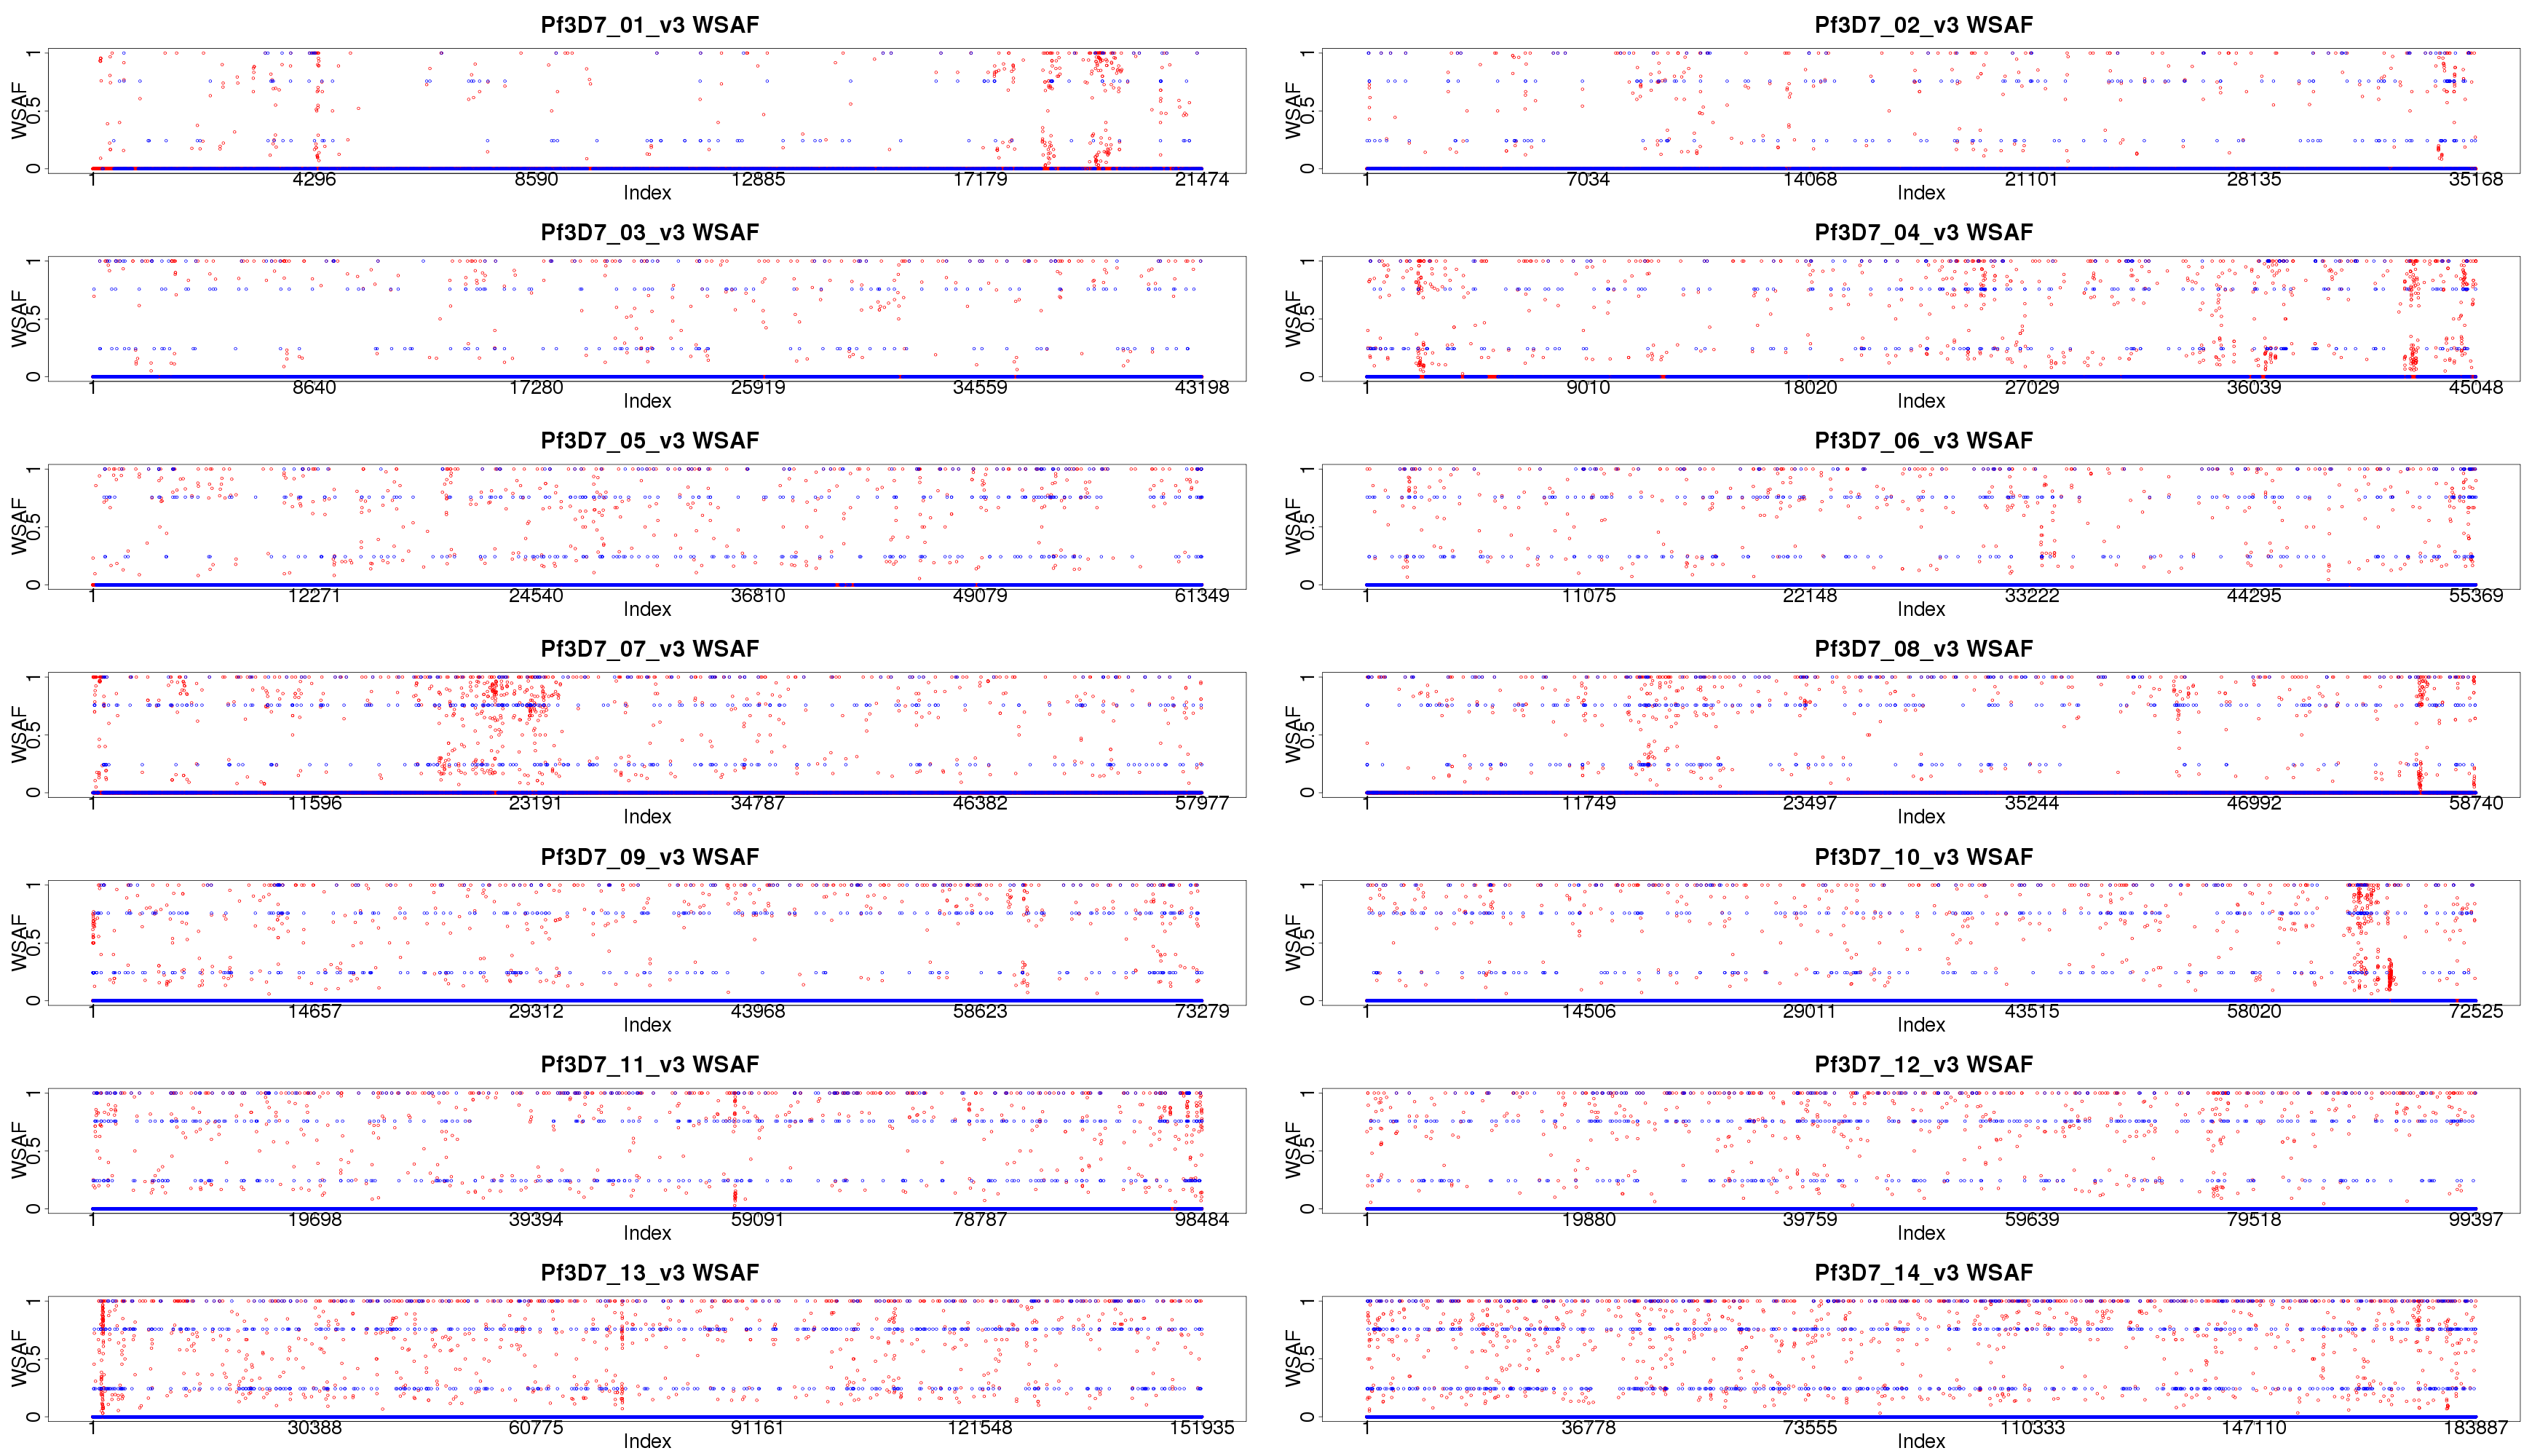 Pf3D7_01_v3 WSAF
WSAF
0 0.5 1
1 4296 8590 12885 17179 21474
Index
Pf3D7_02_v3 WSAF
WSAF
0 0.5 1
1 7034 14068 21101 28135 35168
Index
Pf3D7_03_v3 WSAF
WSAF
0 0.5 1
1 8640 17280 25919 34559 43198
Index
Pf3D7_04_v3 WSAF
WSAF
0 0.5 1
1 9010 18020 27029 36039 45048
Index
Pf3D7_05_v3 WSAF
WSAF
0 0.5 1
1 12271 24540 36810 49079 61349
Index
Pf3D7_06_v3 WSAF
WSAF
0 0.5 1
1 11075 22148 33222 44295 55369
Index
Pf3D7_07_v3 WSAF
WSAF
0 0.5 1
1 11596 23191 34787 46382 57977
Index
Pf3D7_08_v3 WSAF
WSAF
0 0.5 1
1 11749 23497 35244 46992 58740
Index
Pf3D7_09_v3 WSAF
WSAF
0 0.5 1
1 14657 29312 43968 58623 73279
Index
Pf3D7_10_v3 WSAF
WSAF
0 0.5 1
1 14506 29011 43515 58020 72525
Index
Pf3D7_11_v3 WSAF
WSAF
0 0.5 1
1 19698 39394 59091 78787 98484
Index
Pf3D7_12_v3 WSAF
WSAF
0 0.5 1
1 19880 39759 59639 79518 99397
Index
Pf3D7_13_v3 WSAF
WSAF
0 0.5 1
1 30388 60775 91161 121548 151935
Index
Pf3D7_14_v3 WSAF
WSAF
0 0.5 1
1 36778 73555 110333 147110 183887
Index